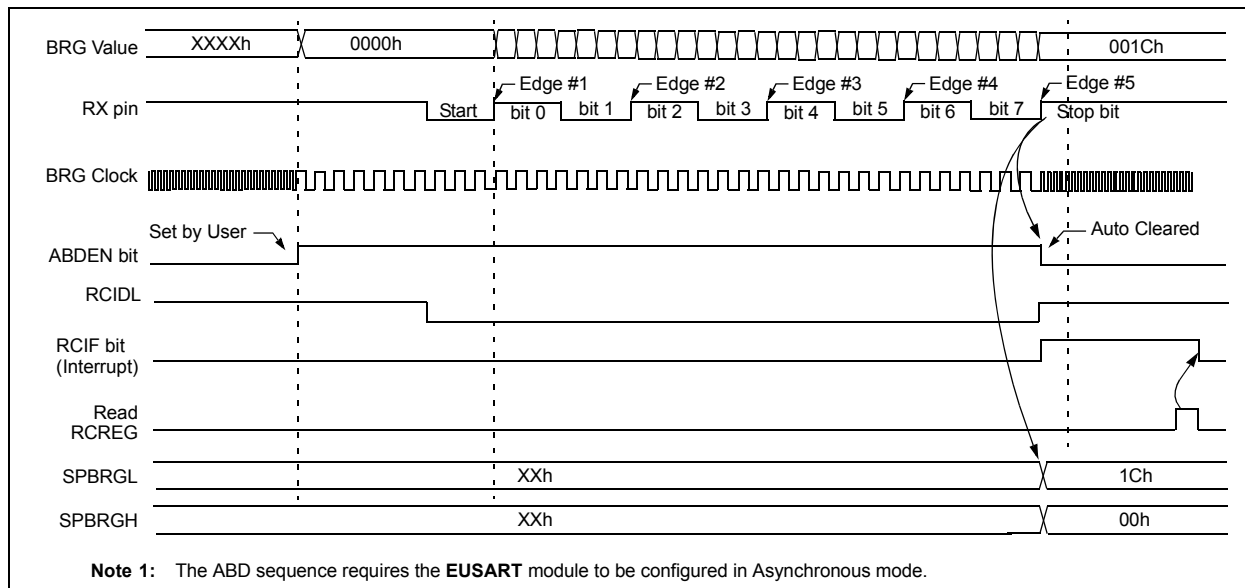 BRG Value XXXXh 0000h 001Ch
Edge #1 Edge #2 Edge #3 Edge #4 Edge #5
RX pin Start bit 0 bit 1 bit 2 bit 3 bit 4 bit 5 bit 6 bit 7 Stop bit
BRG Clock
Set by User Auto Cleared
ABDEN bit
RCIDL
RCIF bit
(Interrupt)
Read
RCREG
SPBRGL XXh 1Ch
SPBRGH XXh 00h
Note 1: The ABD sequence requires the EUSART module to be configured in Asynchronous mode.